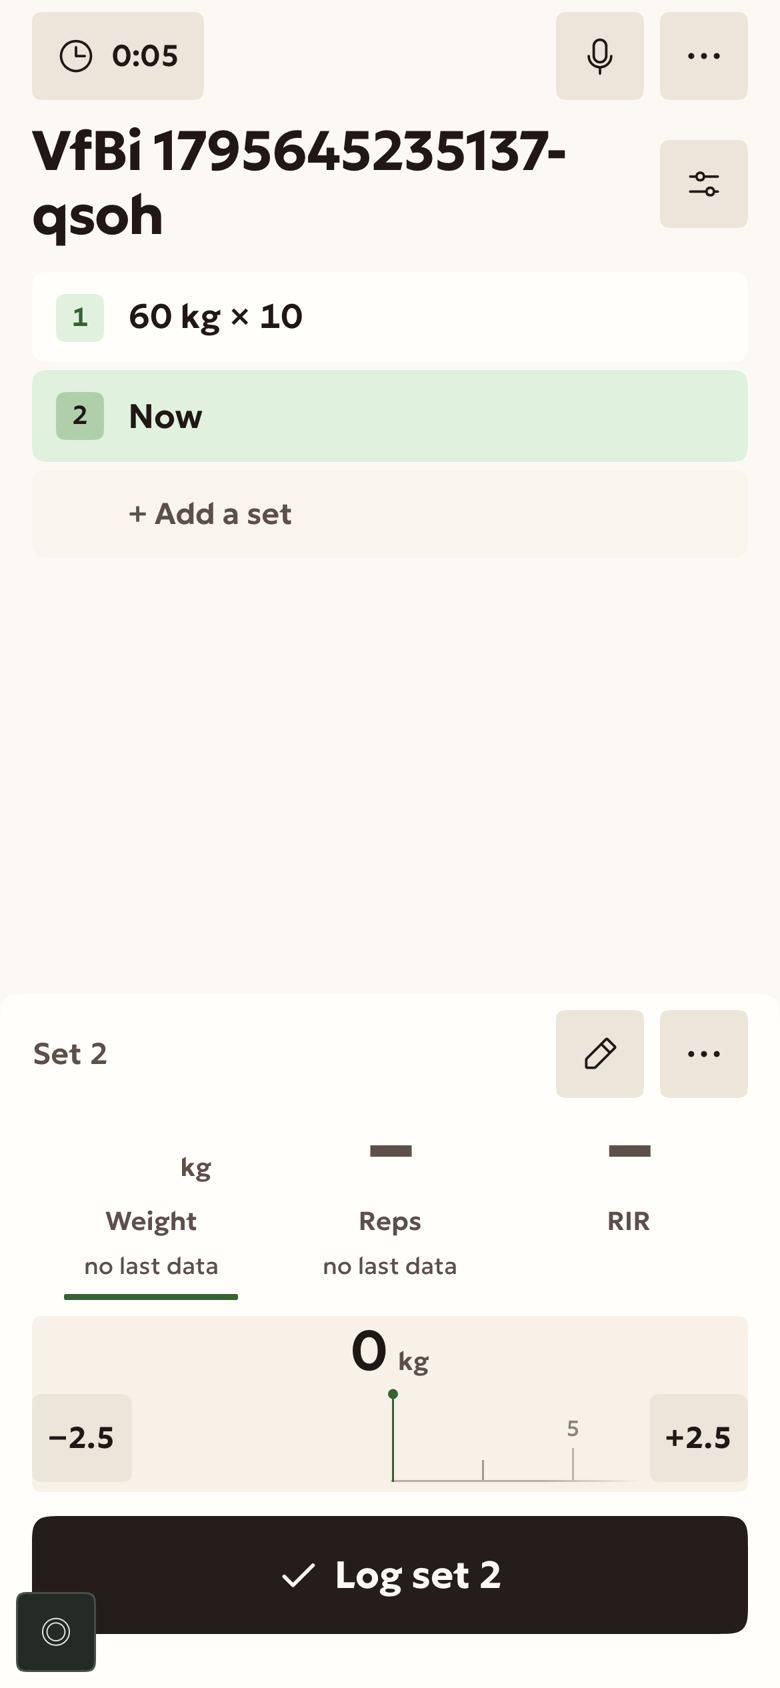 0:05
VfBi 1795645235137-
qsoh
1 60 kg × 10
2 Now
+ Add a set
Set 2
kg
Weight Reps RIR
no last data no last data
0 kg
−2.5 5 +2.5
Log set 2